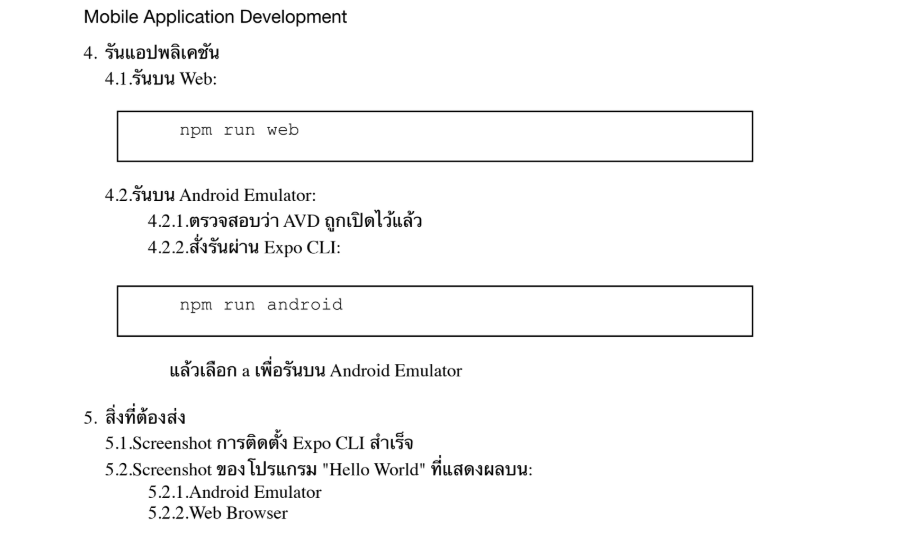 Mobile Application Development
4. รันแอปพลิเคชัน
4.1.รันบน Web:
npm run web
4.2.รันบน Android Emulator:
4.2.1.ตรวจสอบว่า AVD ถูกเปิดไว้แล้ว
4.2.2.สั่งรันผ่าน Expo CLI:
npm run android
แล้วเลือก a เพื่อรันบน Android Emulator
5. สิ่งที่ต้องส่ง
5.1.Screenshot การติดตั้ง Expo CLI สำเร็จ
5.2.Screenshot ของโปรแกรม "Hello World" ที่แสดงผลบน:
5.2.1.Android Emulator
5.2.2.Web Browser